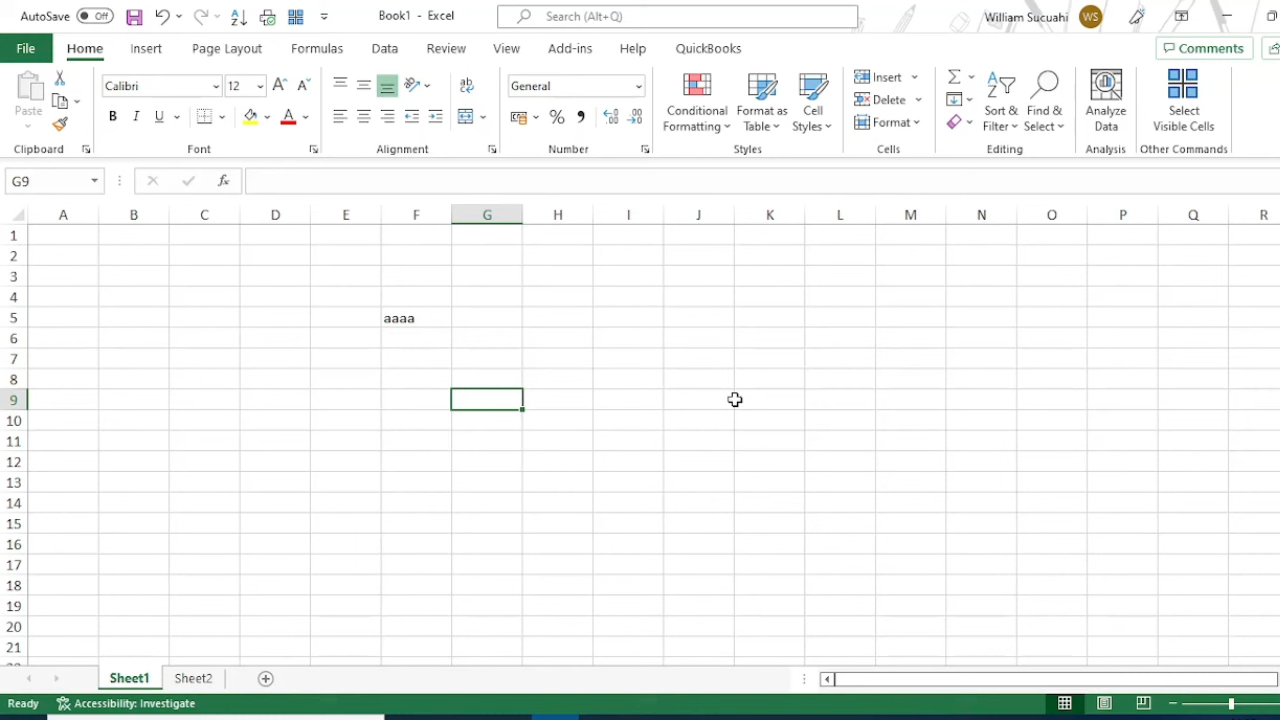 AutoSave Off Book1 - Excel Search (Alt+Q) William Sucuahi WS
File Home Insert Page Layout Formulas Data Review View Add-ins Help QuickBooks Comments
Paste
Clipboard
Calibri 12
B I U A
Font
ab
Alignment
General
% ,
Number
Conditional Formatting
Format as Table
Cell Styles
Styles
Insert
Delete
Format
Cells
Sort & Filter
Find & Select
Editing
Analyze Data
Analysis
Select Visible Cells
Other Commands
G9 fx
A B C D E F G H I J K L M N O P Q R
1
2
3
4
5 aaaa
6
7
8
9
10
11
12
13
14
15
16
17
18
19
20
21
Sheet1 Sheet2
Ready Accessibility: Investigate